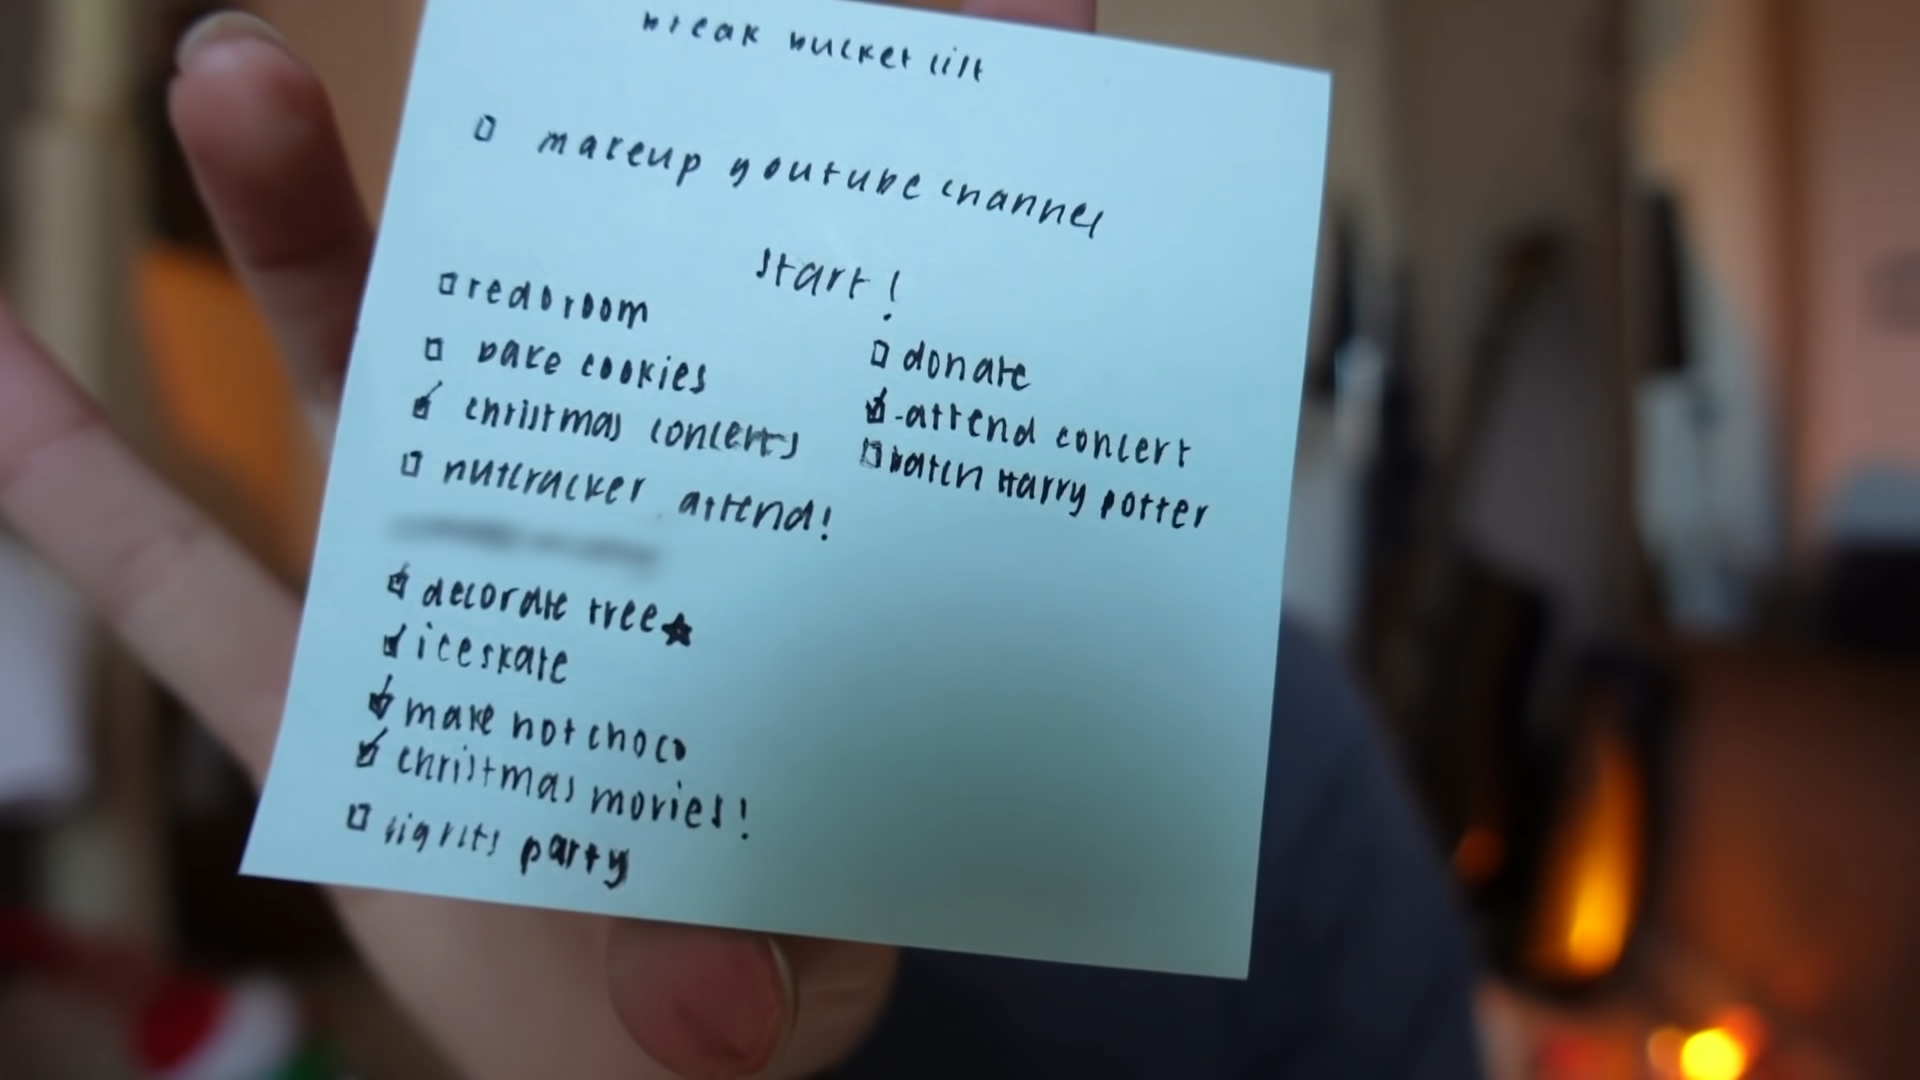 break bucket list
makeup youtube channel
start!
redo room
bake cookies
christmas concerts
nutcracker attend!
decorate tree
iceskate
make hot choco
christmas movies!
party
donate
-attend concert
watch harry potter